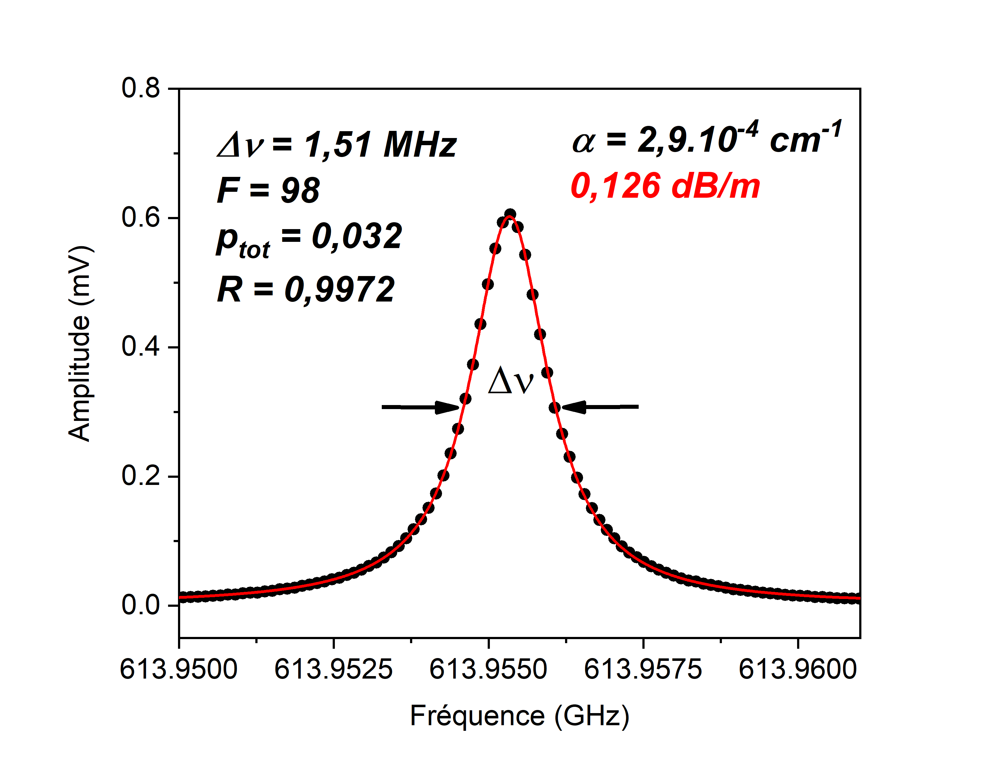 Δν = 1,51 MHz
F = 98
p_tot = 0,032
R = 0,9972
α = 2,9.10⁻⁴ cm⁻¹
0,126 dB/m
Δν
0.8
0.6
0.4
0.2
0.0
Amplitude (mV)
613.9500 613.9525 613.9550 613.9575 613.9600
Fréquence (GHz)